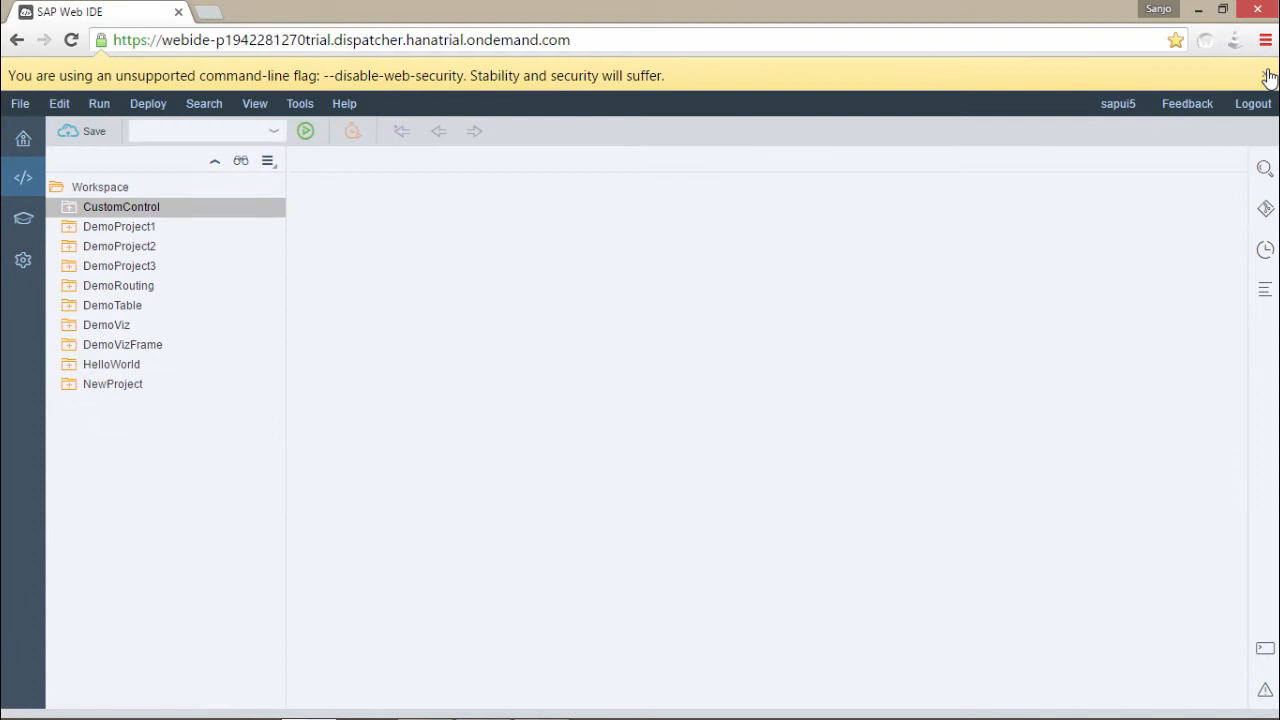 SAP Web IDE
Sanjo
https://webide-p1942281270trial.dispatcher.hanatrial.ondemand.com
You are using an unsupported command-line flag: --disable-web-security. Stability and security will suffer.
File Edit Run Deploy Search View Tools Help sapui5 Feedback Logout
Save
Workspace
CustomControl
DemoProject1
DemoProject2
DemoProject3
DemoRouting
DemoTable
DemoViz
DemoVizFrame
HelloWorld
NewProject